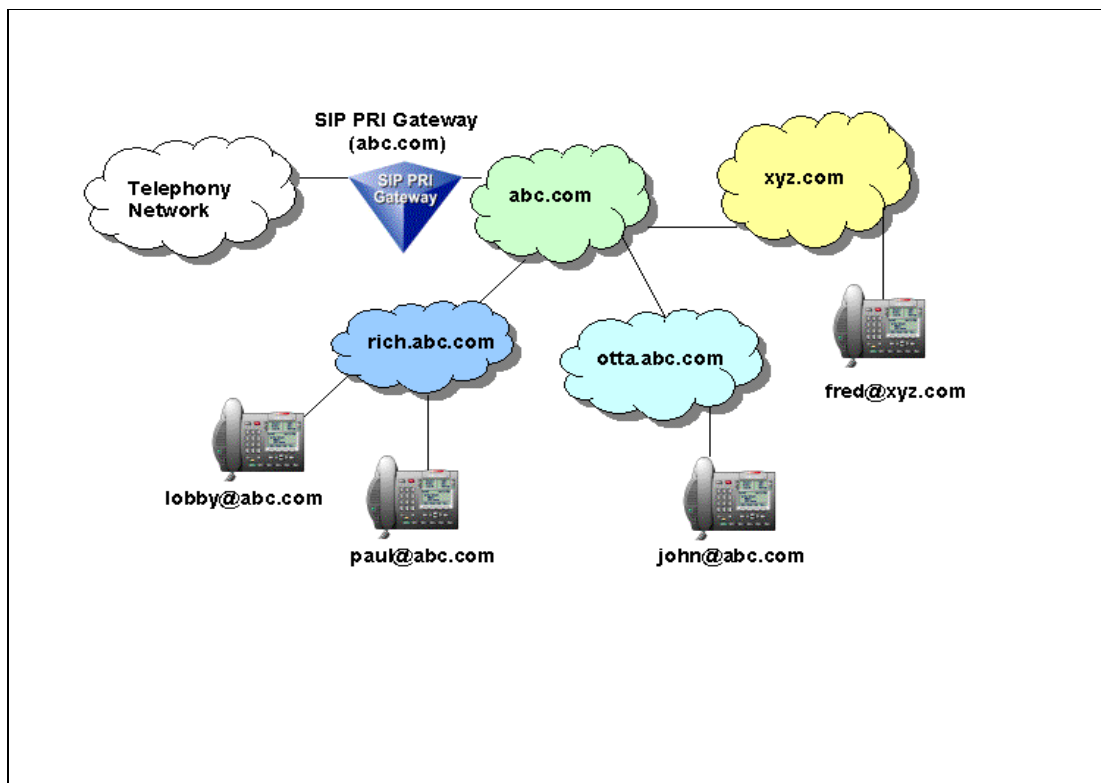 SIP PRI Gateway
(abc.com)
SIP PRI
Gateway
Telephony
Network
abc.com
xyz.com
rich.abc.com
otta.abc.com
fred@xyz.com
lobby@abc.com
paul@abc.com
john@abc.com